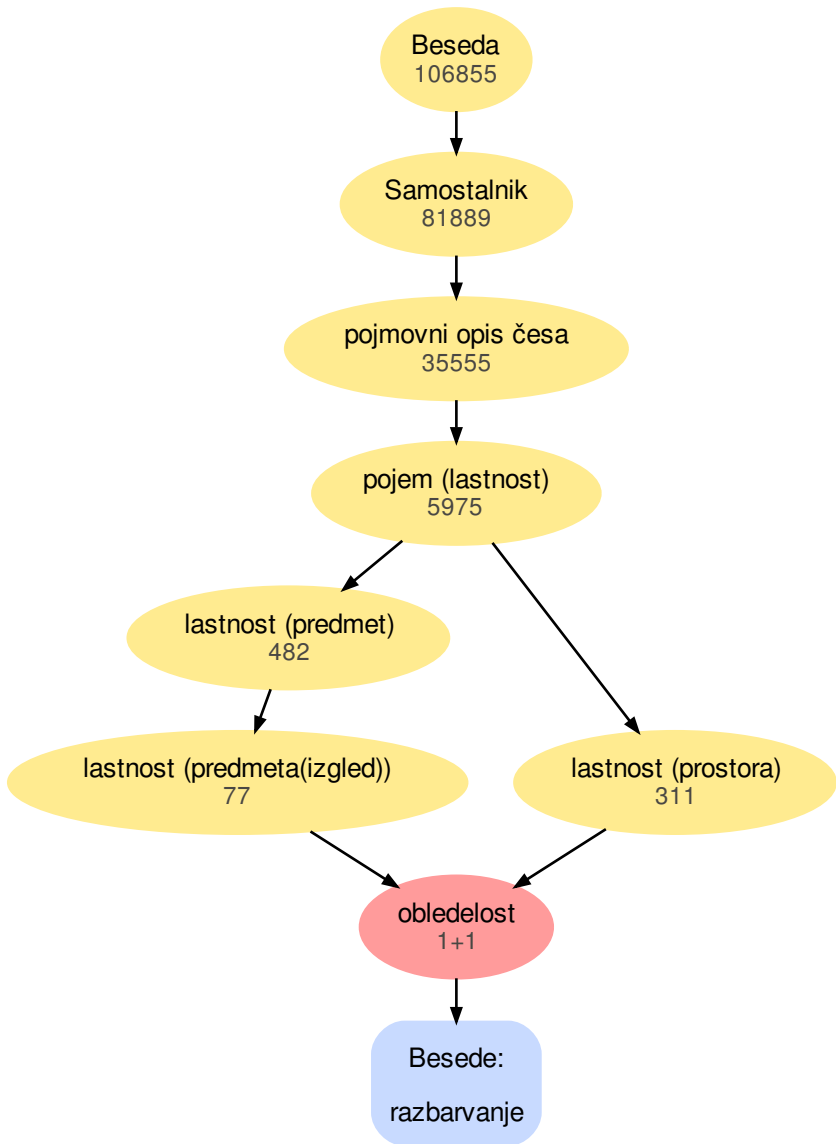 Beseda
106855
Samostalnik
81889
pojmovni opis česa
35555
pojem (lastnost)
5975
lastnost (predmet)
482
lastnost (predmeta(izgled))
77
lastnost (prostora)
311
obledelost
1+1
Besede:
razbarvanje